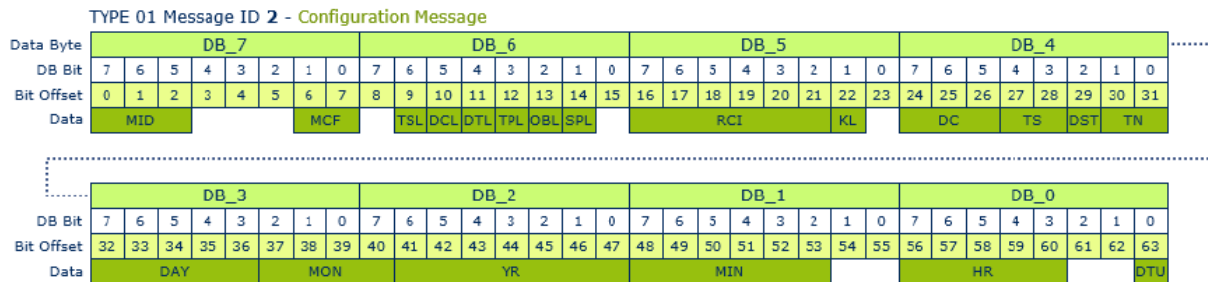 TYPE 01 Message ID 2 - Configuration Message
Data Byte DB_7 DB_6 DB_5 DB_4
DB Bit 7 6 5 4 3 2 1 0 7 6 5 4 3 2 1 0 7 6 5 4 3 2 1 0 7 6 5 4 3 2 1 0
Bit Offset 0 1 2 3 4 5 6 7 8 9 10 11 12 13 14 15 16 17 18 19 20 21 22 23 24 25 26 27 28 29 30 31
Data MID MCF TSL DCL DTL TPL OBL SPL RCI KL DC TS DST TN
DB_3 DB_2 DB_1 DB_0
DB Bit 7 6 5 4 3 2 1 0 7 6 5 4 3 2 1 0 7 6 5 4 3 2 1 0 7 6 5 4 3 2 1 0
Bit Offset 32 33 34 35 36 37 38 39 40 41 42 43 44 45 46 47 48 49 50 51 52 53 54 55 56 57 58 59 60 61 62 63
Data DAY MON YR MIN HR DTU